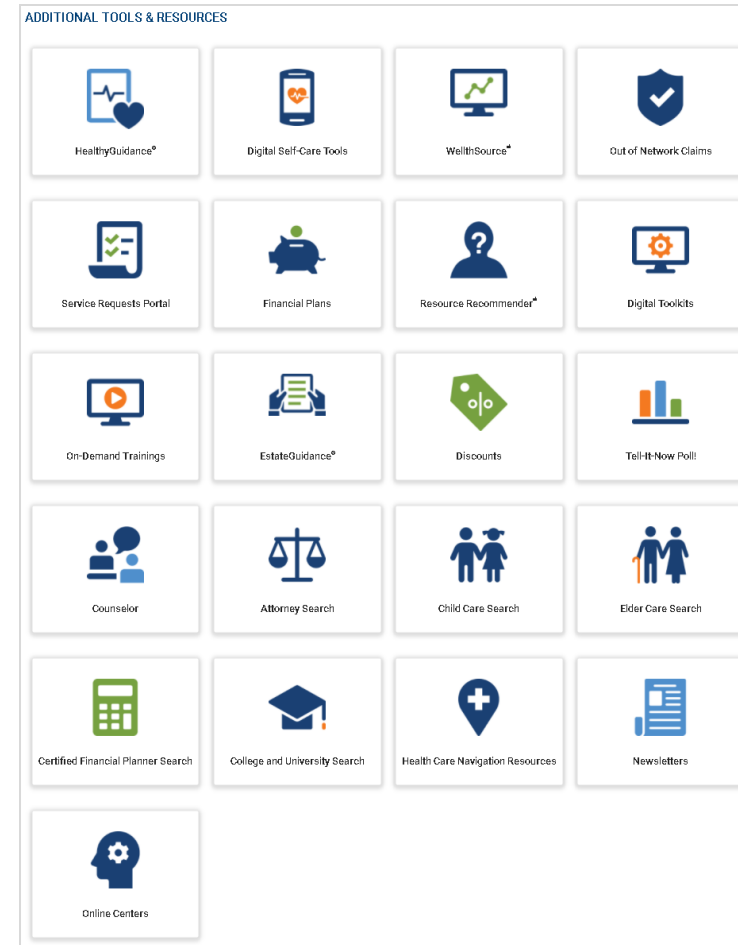 ADDITIONAL TOOLS & RESOURCES
HealthyGuidance®
Digital Self-Care Tools
WellthSource℠
Out of Network Claims
Service Requests Portal
Financial Plans
Resource Recommender℠
Digital Toolkits
On-Demand Trainings
EstateGuidance®
Discounts
Tell-It-Now Poll!
Counselor
Attorney Search
Child Care Search
Elder Care Search
Certified Financial Planner Search
College and University Search
Health Care Navigation Resources
Newsletters
Online Centers